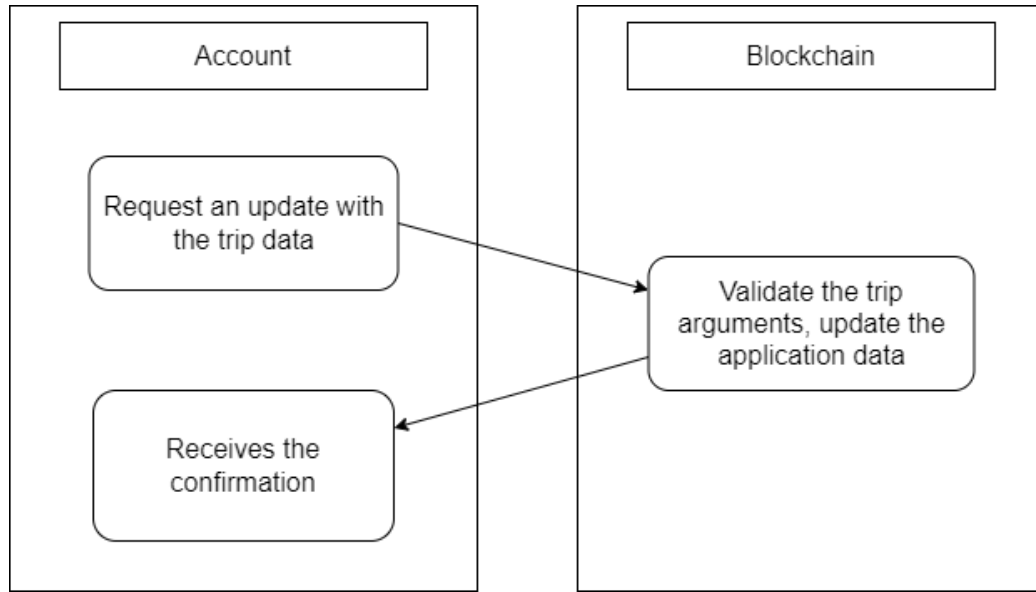 Account
Blockchain
Request an update with
the trip data
Validate the trip
arguments, update the
application data
Receives the
confirmation